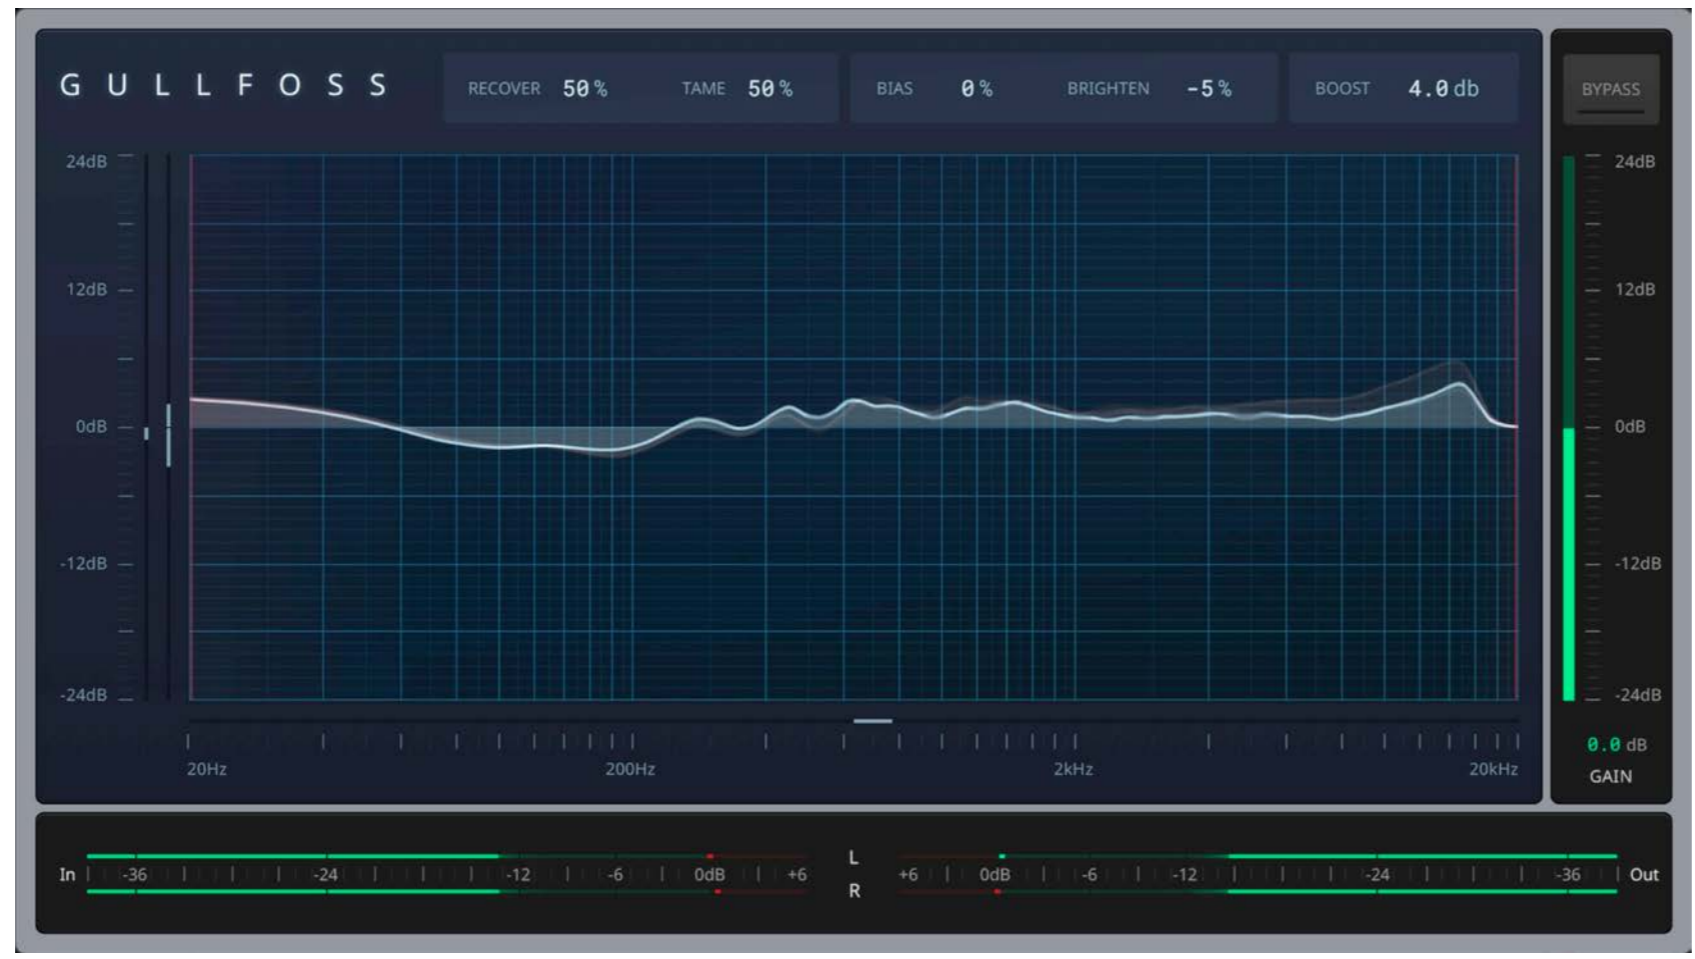 GULLFOSS
RECOVER 50% TAME 50% BIAS 0% BRIGHTEN -5% BOOST 4.0db BYPASS
24dB 24dB
12dB 12dB
0dB 0dB
-12dB -12dB
-24dB -24dB
0.0 dB
20Hz 200Hz 2kHz 20kHz
GAIN
L
In -36 -24 -12 -6 0dB +6 +6 0dB -6 -12 -24 -36 Out
R